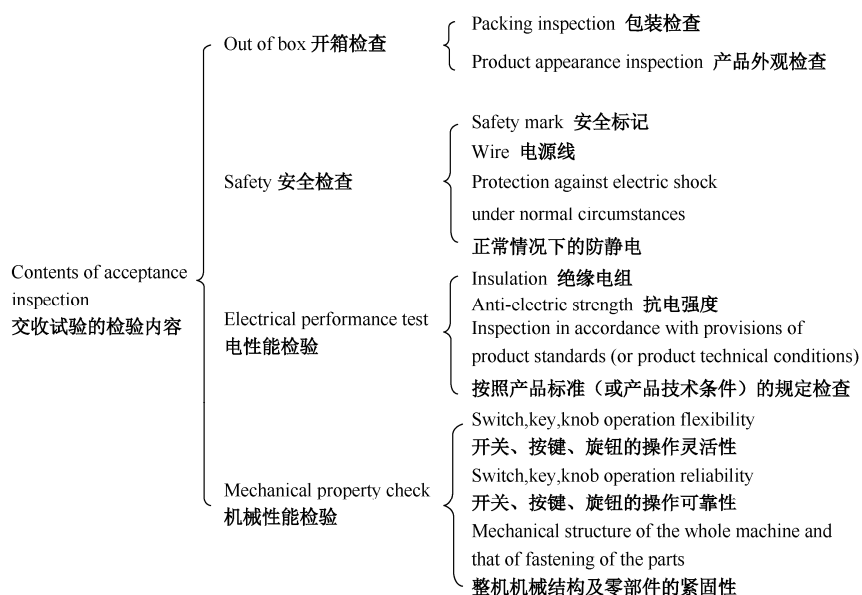 Contents of acceptance
inspection
交收试验的检验内容
Out of box 开箱检查
Packing inspection 包装检查
Product appearance inspection 产品外观检查
Safety 安全检查
Safety mark 安全标记
Wire 电源线
Protection against electric shock
under normal circumstances
正常情况下的防静电
Electrical performance test
电性能检验
Insulation 绝缘电组
Anti-electric strength 抗电强度
Inspection in accordance with provisions of
product standards (or product technical conditions)
按照产品标准（或产品技术条件）的规定检查
Mechanical property check
机械性能检验
Switch,key,knob operation flexibility
开关、按键、旋钮的操作灵活性
Switch,key,knob operation reliability
开关、按键、旋钮的操作可靠性
Mechanical structure of the whole machine and
that of fastening of the parts
整机机械结构及零部件的紧固性